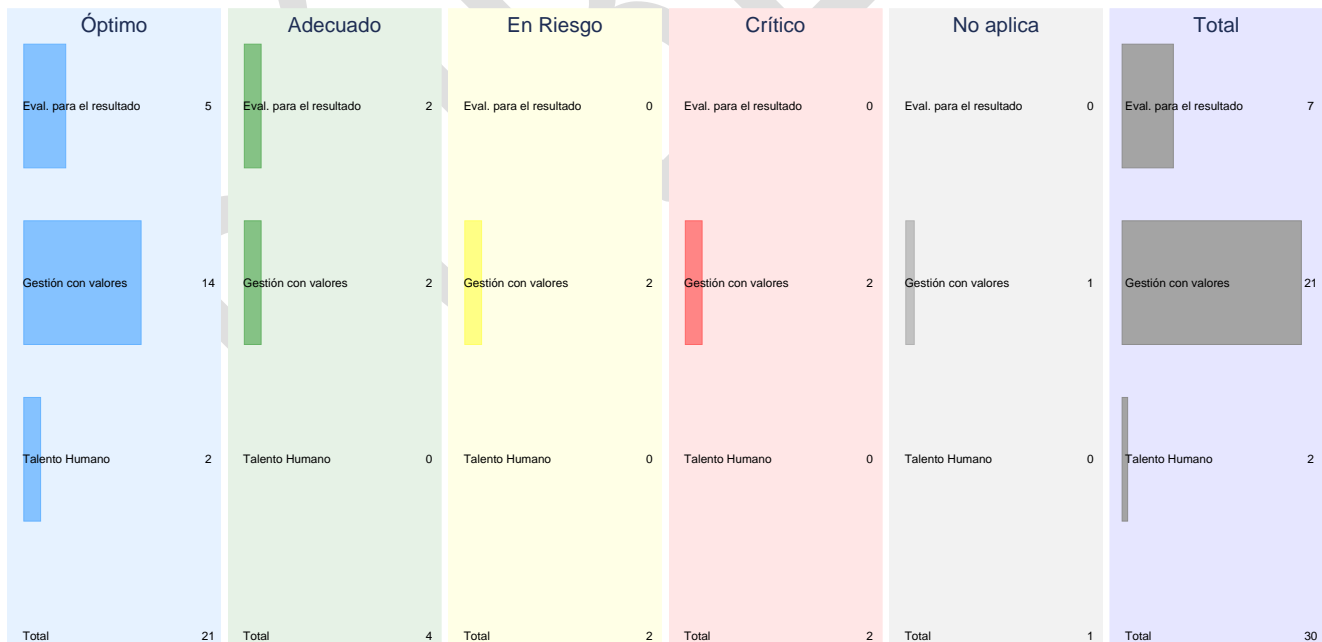 Óptimo Adecuado En Riesgo Crítico No aplica Total
Eval. para el resultado 5 Eval. para el resultado 2 Eval. para el resultado 0 Eval. para el resultado 0 Eval. para el resultado 0 Eval. para el resultado 7
Gestión con valores 14 Gestión con valores 2 Gestión con valores 2 Gestión con valores 2 Gestión con valores 1 Gestión con valores 21
Talento Humano 2 Talento Humano 0 Talento Humano 0 Talento Humano 0 Talento Humano 0 Talento Humano 2
Total 21 Total 4 Total 2 Total 2 Total 1 Total 30